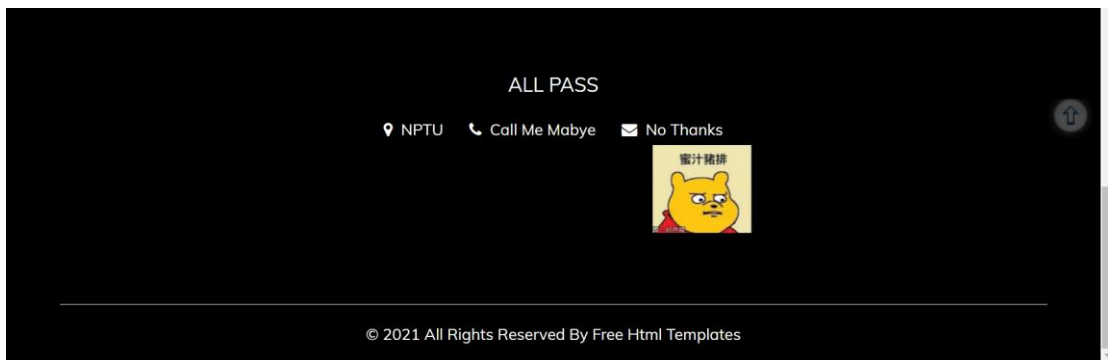 ALL PASS
NPTU Call Me Mabye No Thanks
蜜汁豬排
© 2021 All Rights Reserved By Free Html Templates